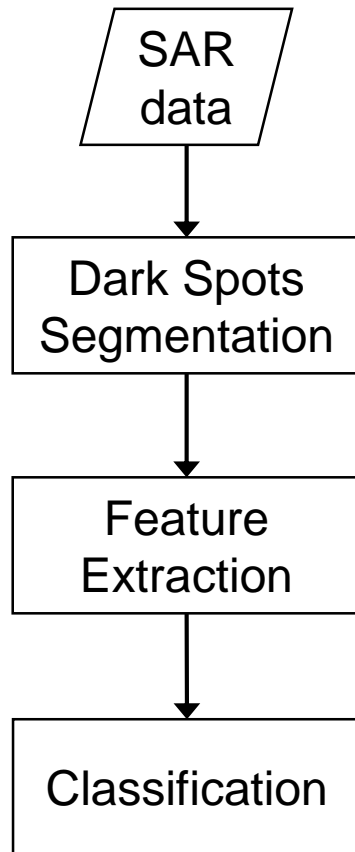 SAR
data
Dark Spots
Segmentation
Feature
Extraction
Classification